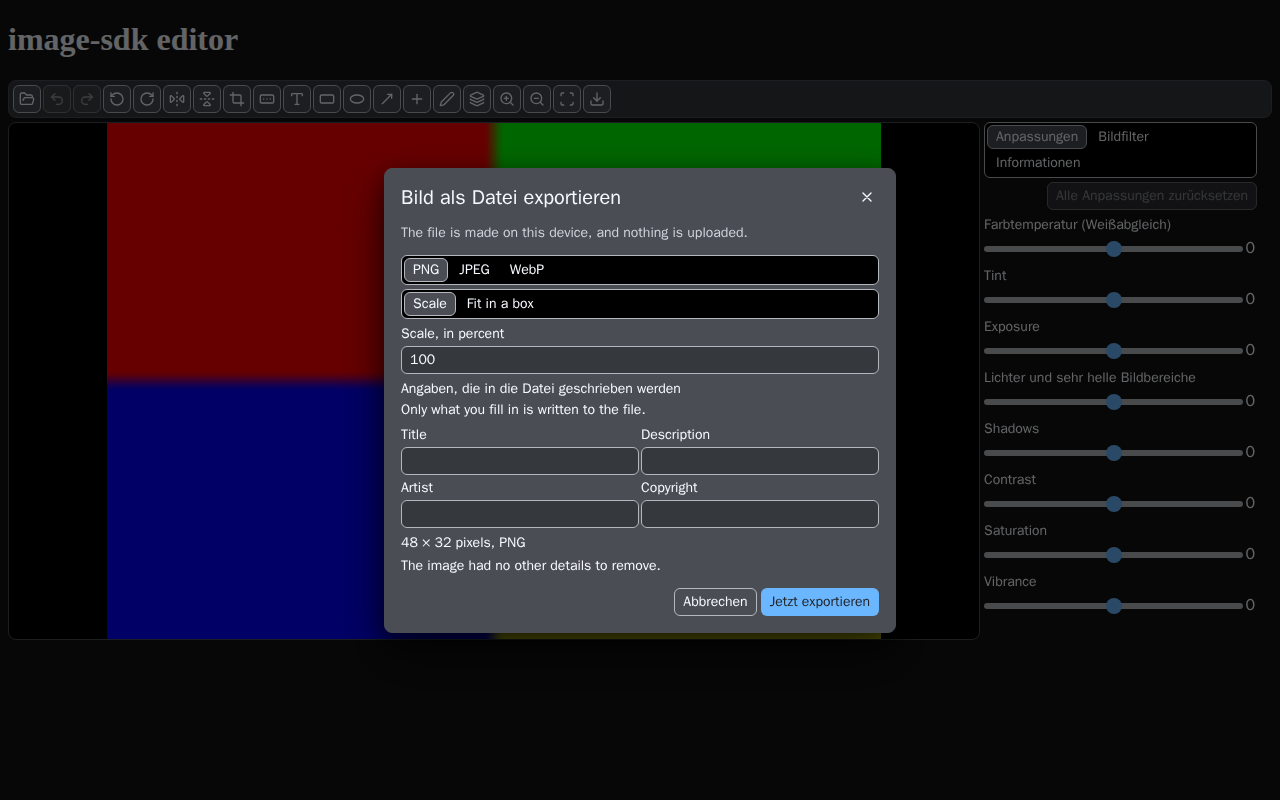 image-sdk editor
Anpassungen Bildfilter
Informationen
Alle Anpassungen zurücksetzen
Farbtemperatur (Weißabgleich)
0
Tint
0
Exposure
0
Lichter und sehr helle Bildbereiche
0
Shadows
0
Contrast
0
Saturation
0
Vibrance
0
Bild als Datei exportieren
The file is made on this device, and nothing is uploaded.
PNG JPEG WebP
Scale Fit in a box
Scale, in percent
100
Angaben, die in die Datei geschrieben werden
Only what you fill in is written to the file.
Title Description
Artist Copyright
48 × 32 pixels, PNG
The image had no other details to remove.
Abbrechen Jetzt exportieren